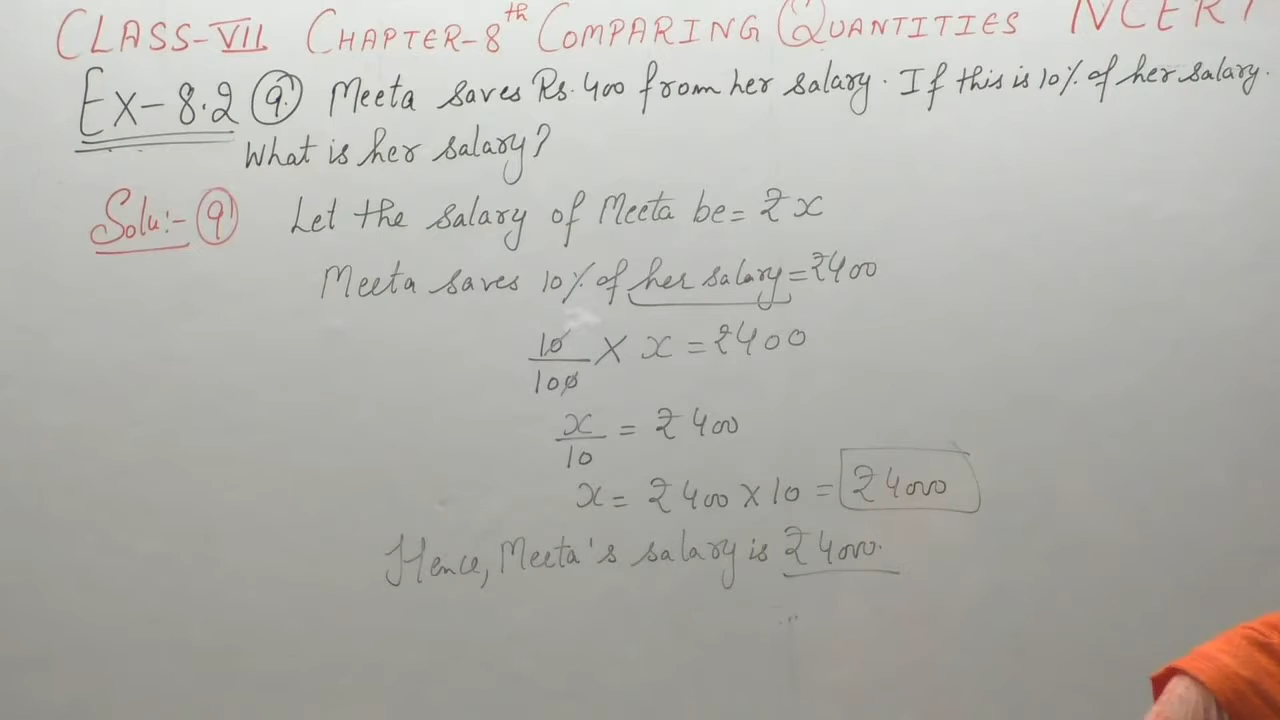 CLASS-VII CHAPTER-8th COMPARING QUANTITIES NCERT
Ex-8.2 9. Meeta saves Rs. 400 from her salary. If this is 10% of her salary.
What is her salary?
Solu:- 9 Let the salary of Meeta be = ₹ x
Meeta saves 10% of her salary = ₹400
10/100 × x = ₹400
x/10 = ₹ 400
x = ₹ 400 × 10 = ₹ 4000
Hence, Meeta's salary is ₹ 4000.